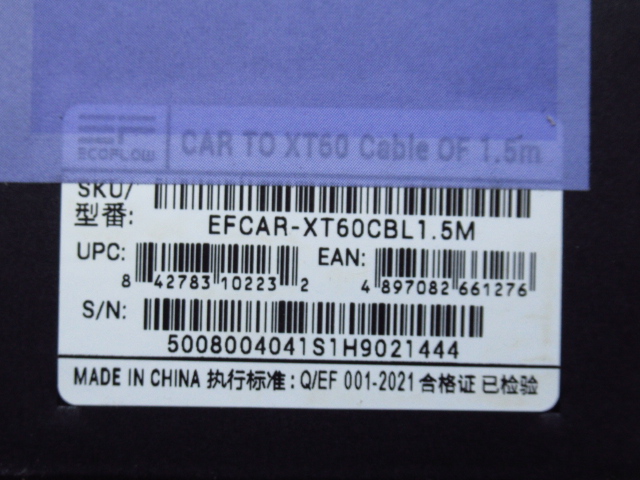 ECOFLOW
CAR TO XT60 Cable OF 1.5m
SKU/
型番:
EFCAR-XT60CBL1.5M
UPC:
8 42783 10223 2
EAN:
4 897082 661276
S/N:
5008004041S1H9021444
MADE IN CHINA 执行标准: Q/EF 001-2021 合格证 已检验